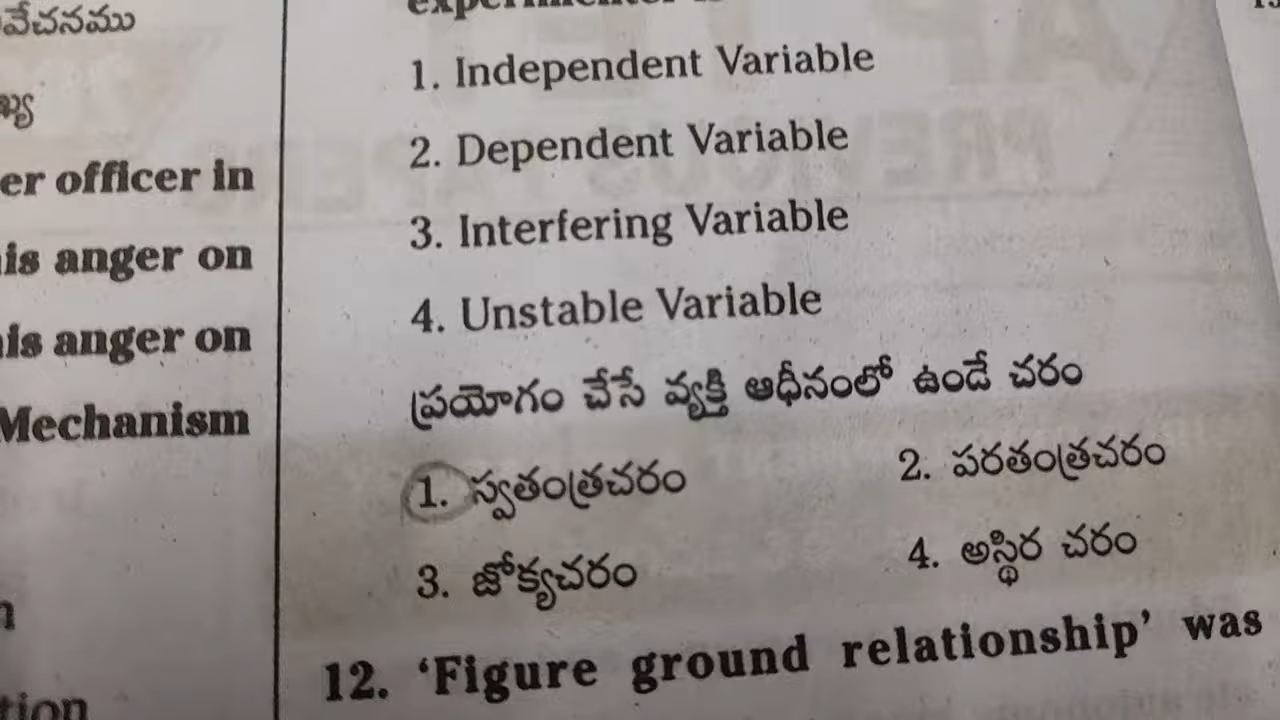 వేచనము
er officer in
is anger on
is anger on
Mechanism
tion
1. Independent Variable
2. Dependent Variable
3. Interfering Variable
4. Unstable Variable
ప్రయోగం చేసే వ్యక్తి ఆధీనంలో ఉండే చరం
1. స్వతంత్రచరం 2. పరతంత్రచరం
3. జోక్యచరం 4. అస్థిర చరం
12. ‘Figure ground relationship’ was